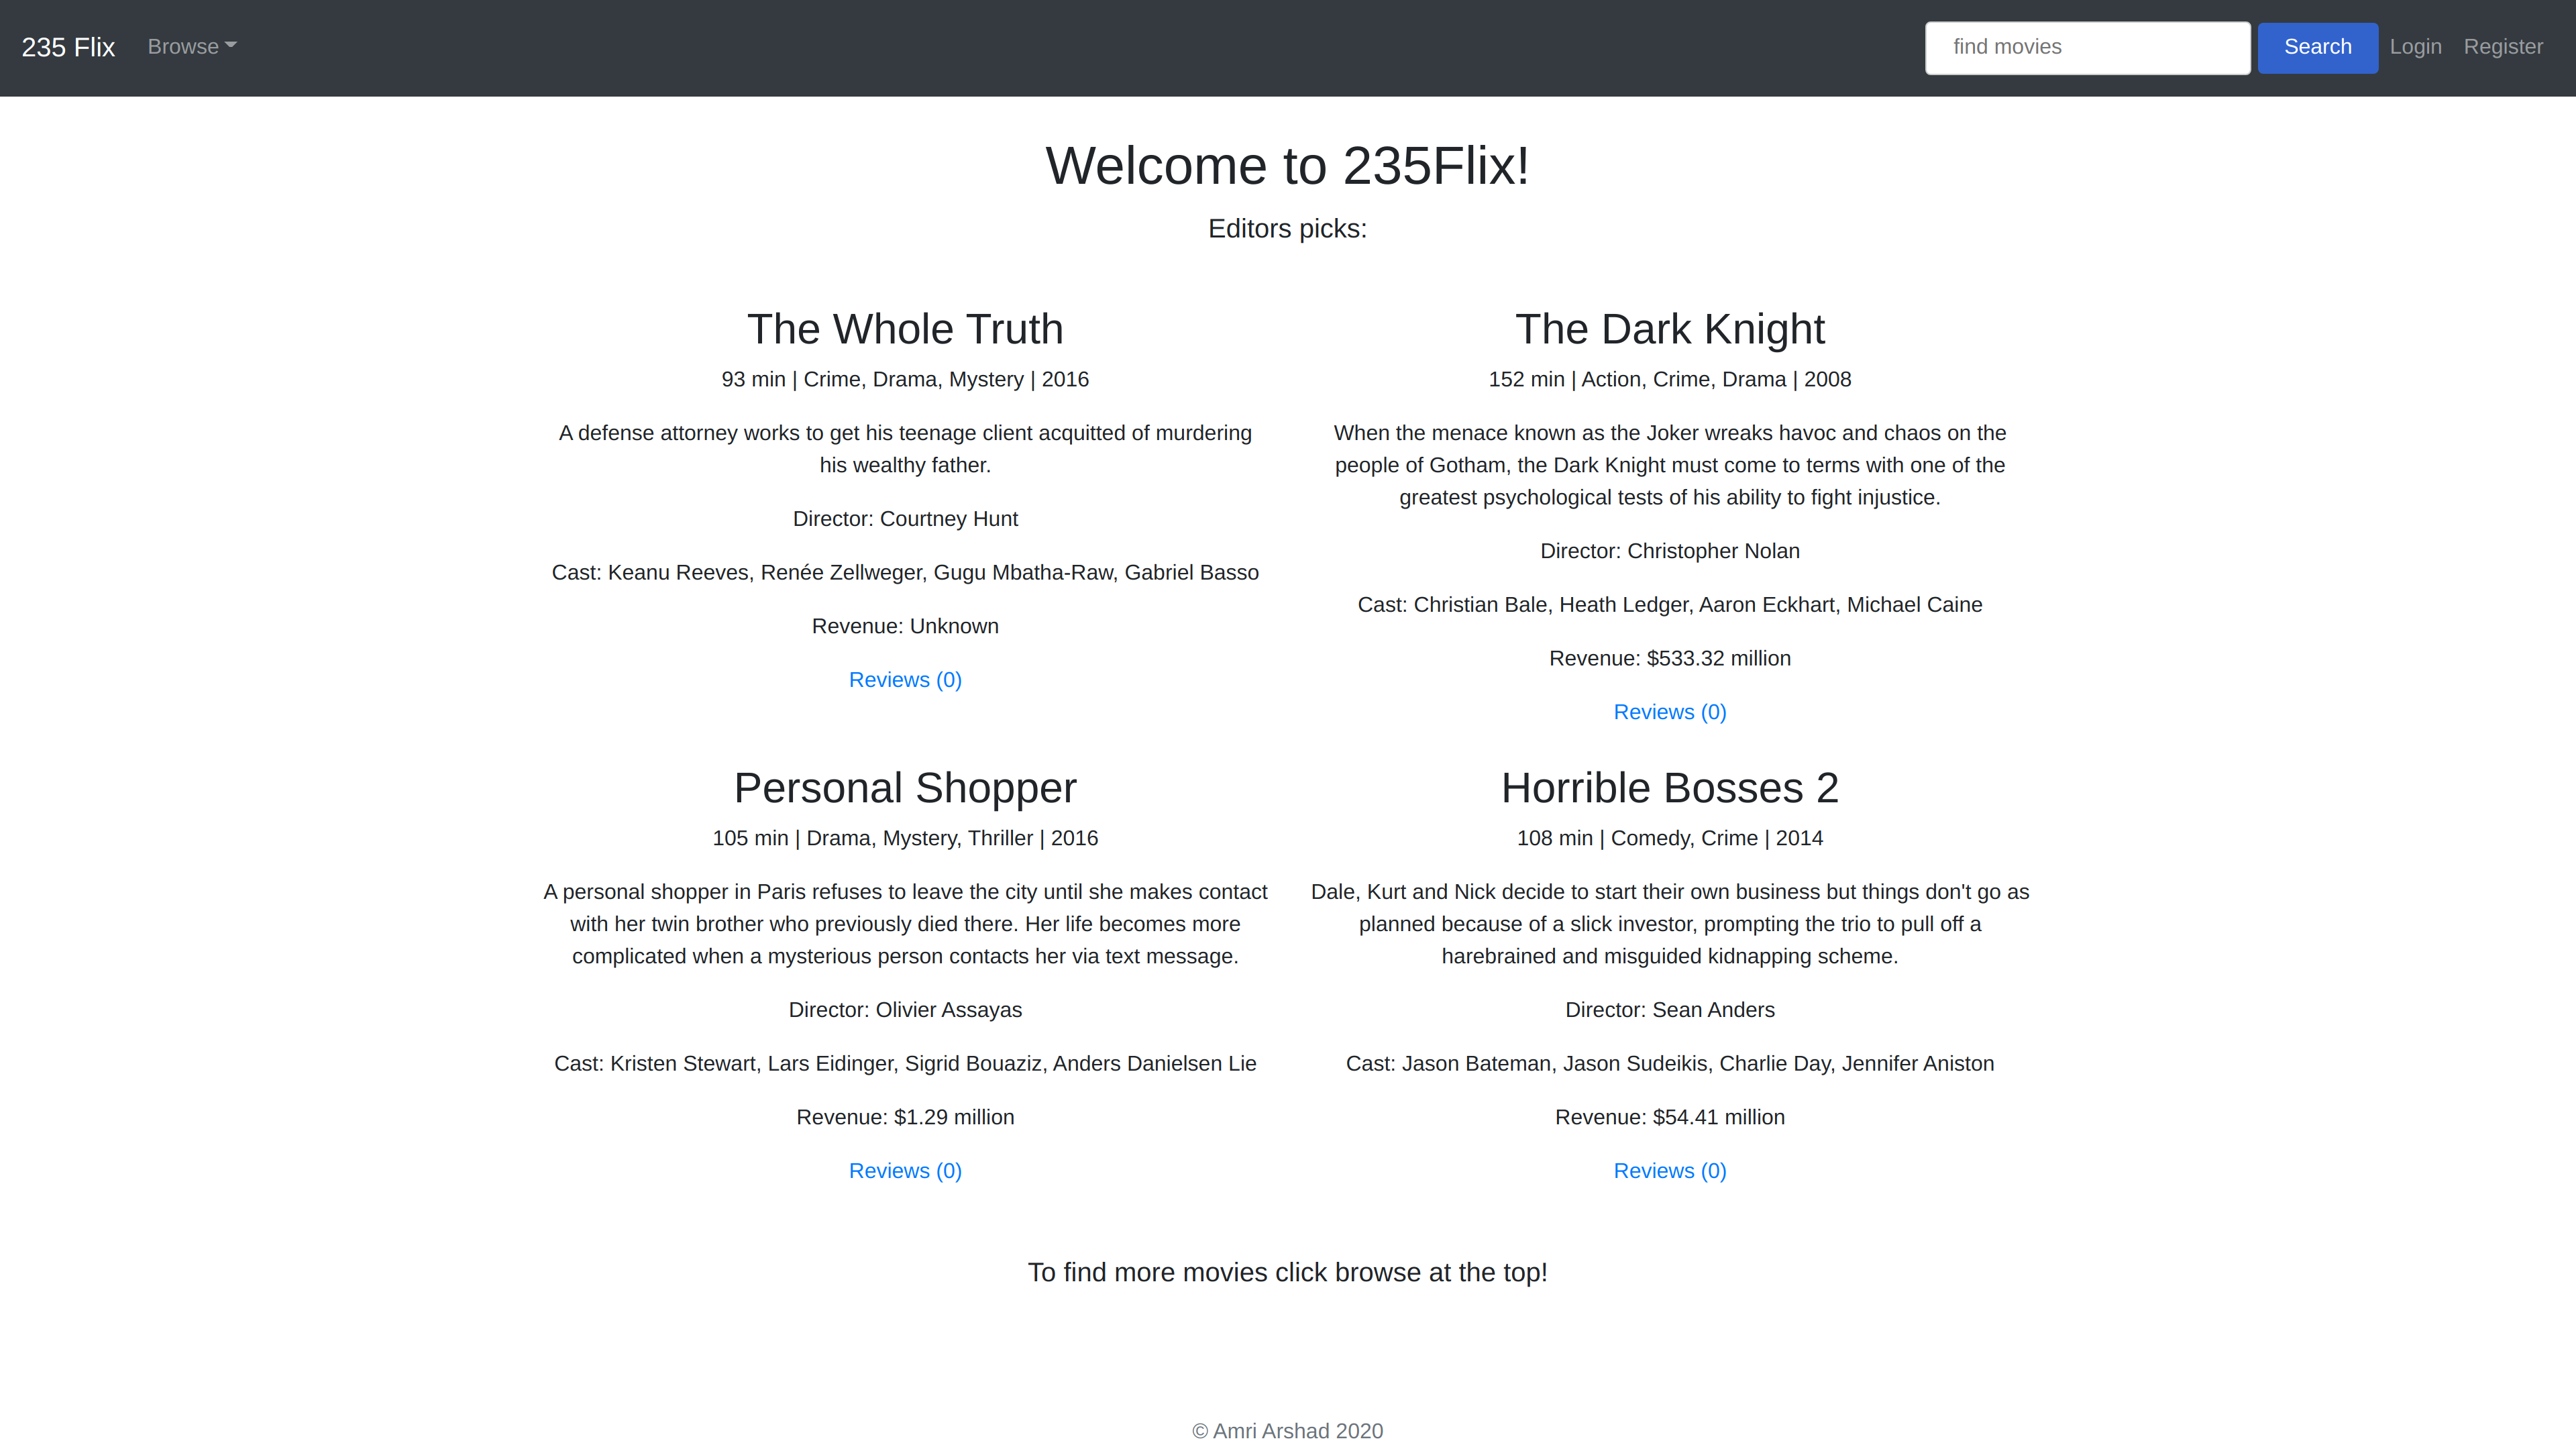 235 Flix
Browse
find movies
Search
Login
Register
Welcome to 235Flix!
Editors picks:
The Whole Truth
93 min | Crime, Drama, Mystery | 2016
A defense attorney works to get his teenage client acquitted of murdering
his wealthy father.
Director: Courtney Hunt
Cast: Keanu Reeves, Renée Zellweger, Gugu Mbatha-Raw, Gabriel Basso
Revenue: Unknown
Reviews (0)
The Dark Knight
152 min | Action, Crime, Drama | 2008
When the menace known as the Joker wreaks havoc and chaos on the
people of Gotham, the Dark Knight must come to terms with one of the
greatest psychological tests of his ability to fight injustice.
Director: Christopher Nolan
Cast: Christian Bale, Heath Ledger, Aaron Eckhart, Michael Caine
Revenue: $533.32 million
Reviews (0)
Personal Shopper
105 min | Drama, Mystery, Thriller | 2016
A personal shopper in Paris refuses to leave the city until she makes contact
with her twin brother who previously died there. Her life becomes more
complicated when a mysterious person contacts her via text message.
Director: Olivier Assayas
Cast: Kristen Stewart, Lars Eidinger, Sigrid Bouaziz, Anders Danielsen Lie
Revenue: $1.29 million
Reviews (0)
Horrible Bosses 2
108 min | Comedy, Crime | 2014
Dale, Kurt and Nick decide to start their own business but things don't go as
planned because of a slick investor, prompting the trio to pull off a
harebrained and misguided kidnapping scheme.
Director: Sean Anders
Cast: Jason Bateman, Jason Sudeikis, Charlie Day, Jennifer Aniston
Revenue: $54.41 million
Reviews (0)
To find more movies click browse at the top!
© Amri Arshad 2020